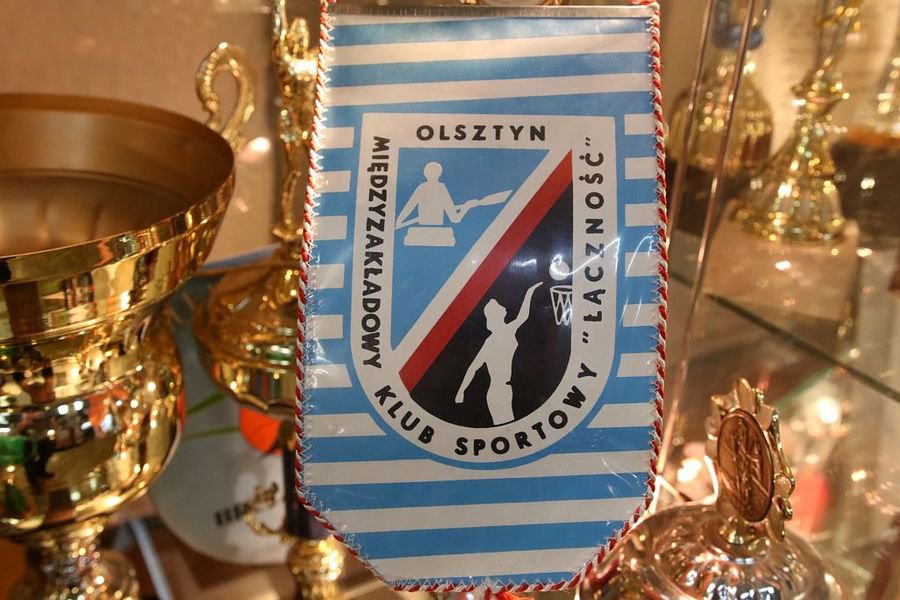 OLSZTYN
MIĘDZYZAKŁADOWY KLUB SPORTOWY "ŁĄCZNOŚĆ"